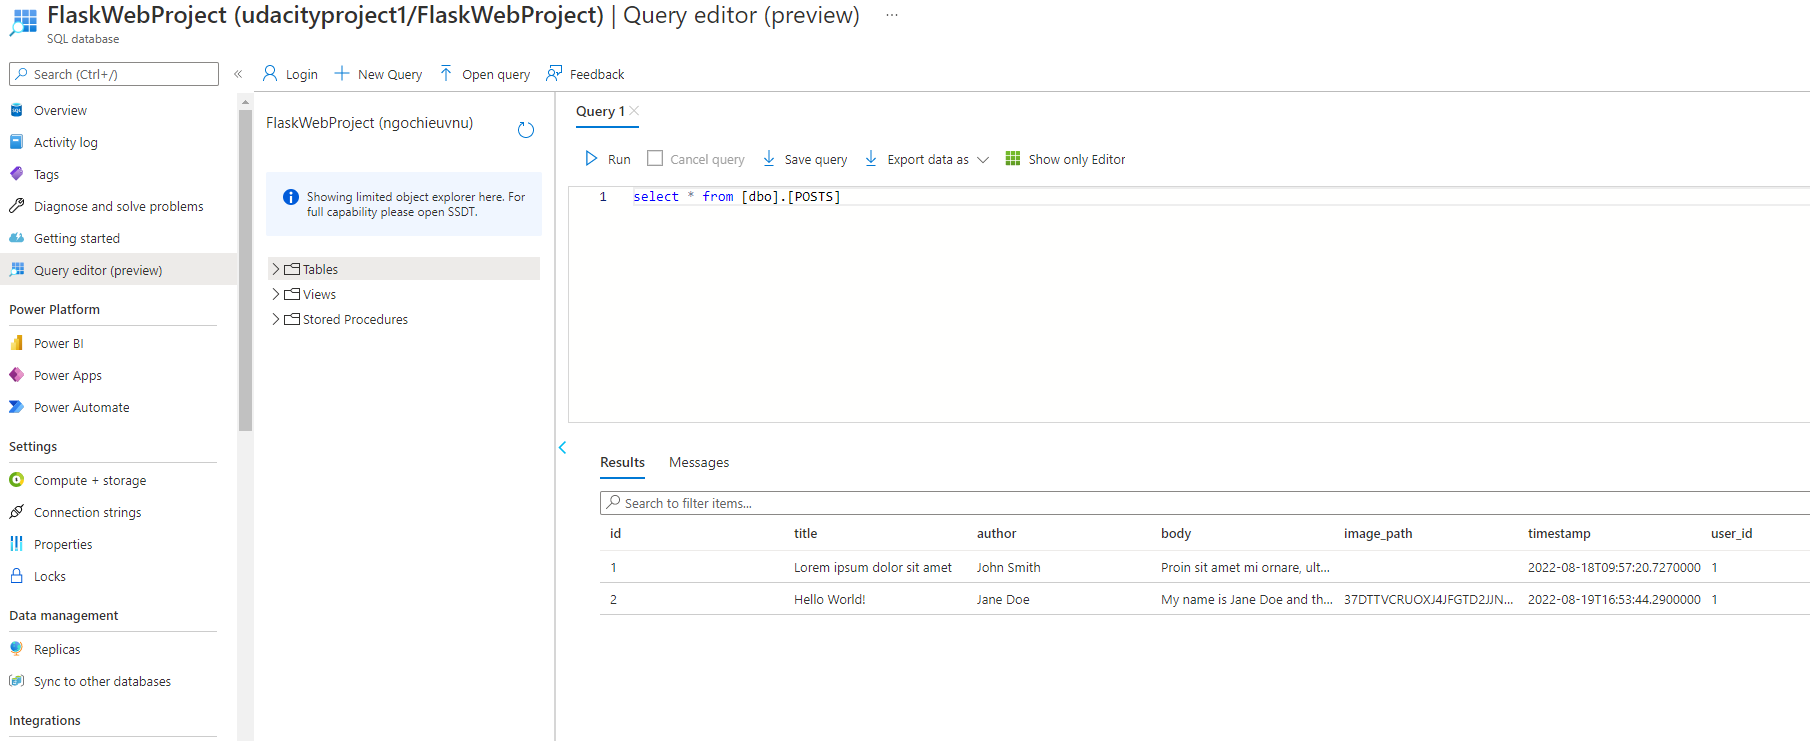 FlaskWebProject (udacityproject1/FlaskWebProject) | Query editor (preview) ...
SQL database
Search (Ctrl+/)
«
Overview
Activity log
Tags
Diagnose and solve problems
Getting started
Query editor (preview)
Power Platform
Power BI
Power Apps
Power Automate
Settings
Compute + storage
Connection strings
Properties
Locks
Data management
Replicas
Sync to other databases
Integrations
Login New Query Open query Feedback
FlaskWebProject (ngochieuvnu)
Showing limited object explorer here. For
full capability please open SSDT.
Tables
Views
Stored Procedures
Query 1
Run Cancel query Save query Export data as Show only Editor
1 select * from [dbo].[POSTS]
Results Messages
Search to filter items...
id title author body image_path timestamp user_id
1 Lorem ipsum dolor sit amet John Smith Proin sit amet mi ornare, ult... 2022-08-18T09:57:20.7270000 1
2 Hello World! Jane Doe My name is Jane Doe and th... 37DTTVCRUOXJ4JFGTD2JJN... 2022-08-19T16:53:44.2900000 1